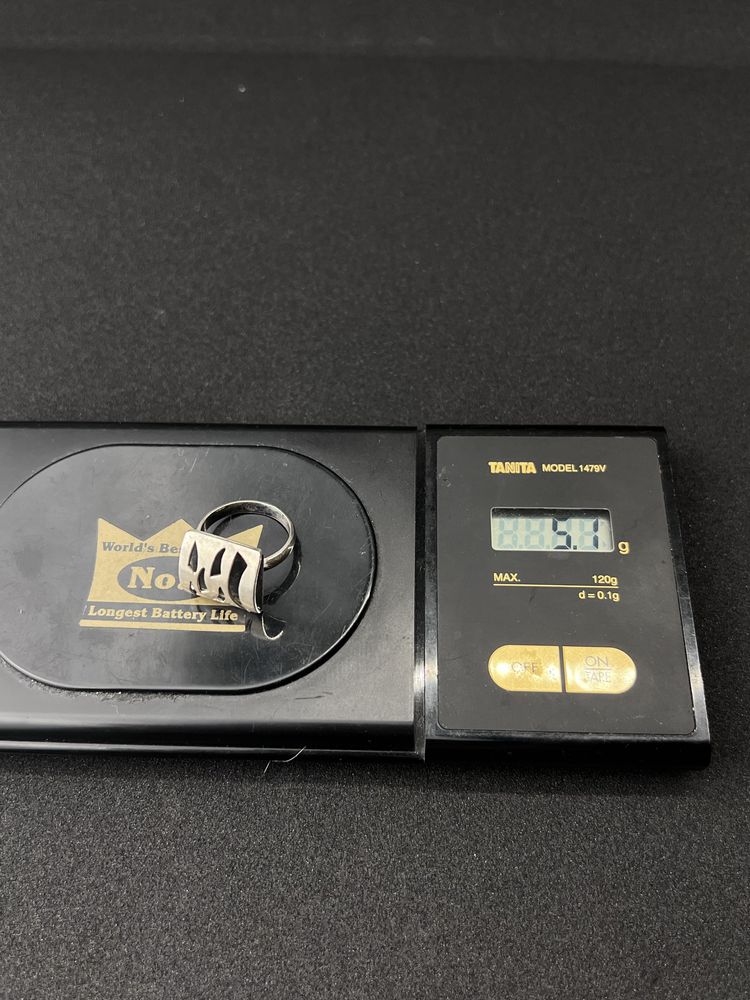 World's Be
No
Longest Battery Life
TANITA MODEL 1479V
5.1 g
MAX. 120g
d = 0.1g
OFF
ON
TARE